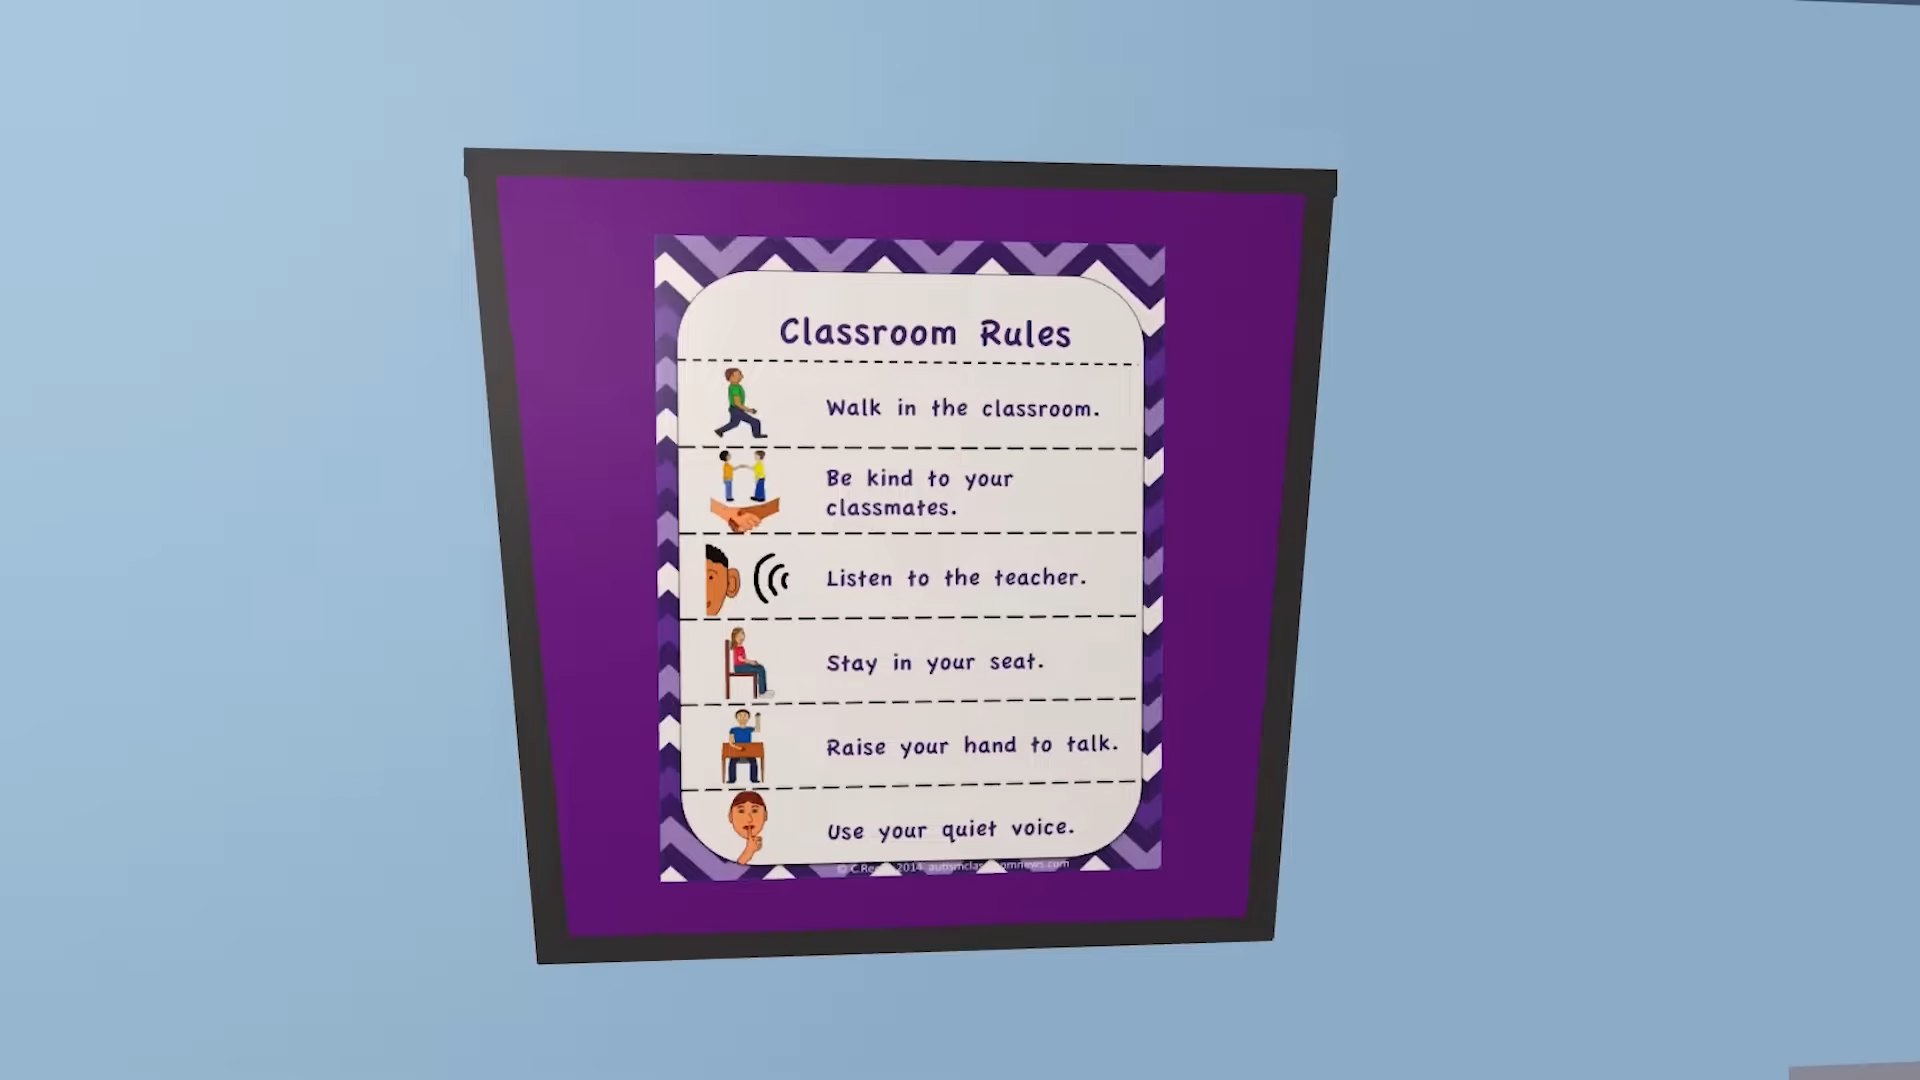 Classroom Rules
Walk in the classroom.
Be kind to your
classmates.
Listen to the teacher.
Stay in your seat.
Raise your hand to talk.
Use your quiet voice.
2014